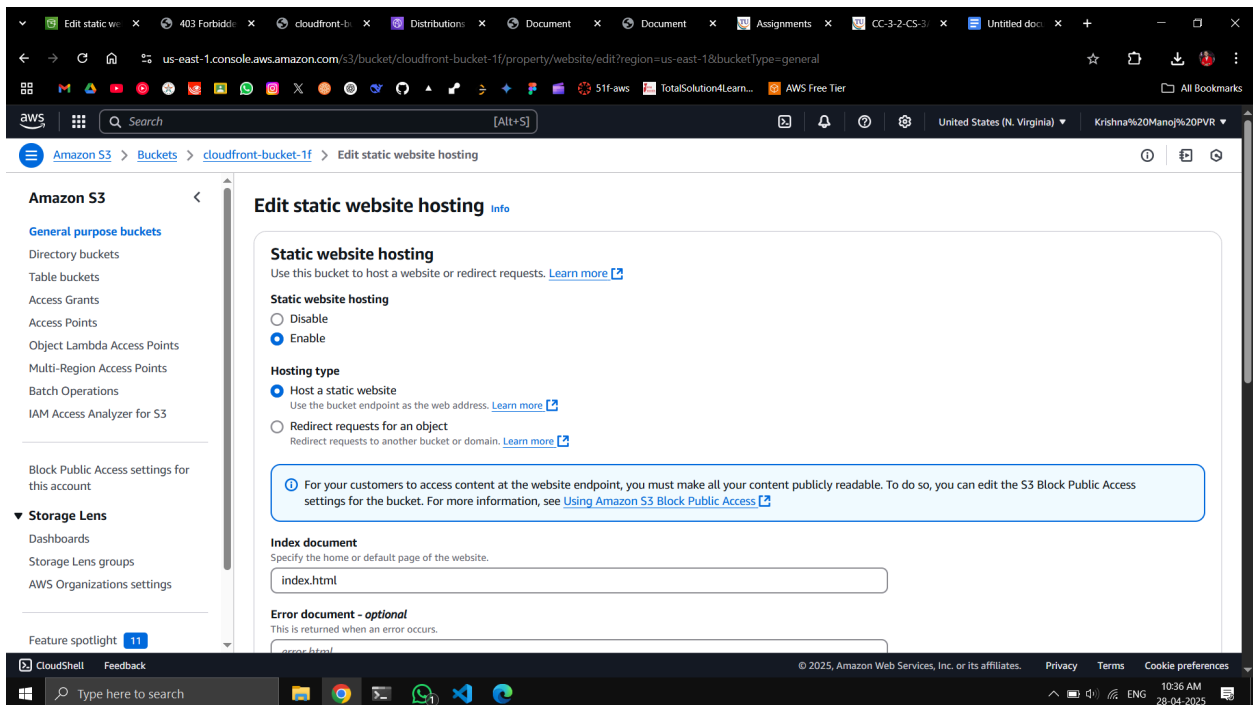 Edit static we
403 Forbidde
cloudfront-b
Distributions
Document
Document
Assignments
CC-3-2-CS-3
Untitled doc
us-east-1.console.aws.amazon.com/s3/bucket/cloudfront-bucket-1f/property/website/edit?region=us-east-1&bucketType=general
51f-aws
TotalSolution4Learn...
AWS Free Tier
All Bookmarks
aws
Search
[Alt+S]
United States (N. Virginia)
Krishna%20Manoj%20PVR
Amazon S3 > Buckets > cloudfront-bucket-1f > Edit static website hosting
Amazon S3
General purpose buckets
Directory buckets
Table buckets
Access Grants
Access Points
Object Lambda Access Points
Multi-Region Access Points
Batch Operations
IAM Access Analyzer for S3
Block Public Access settings for
this account
Storage Lens
Dashboards
Storage Lens groups
AWS Organizations settings
Feature spotlight 11
Edit static website hosting Info
Static website hosting
Use this bucket to host a website or redirect requests. Learn more
Static website hosting
Disable
Enable
Hosting type
Host a static website
Use the bucket endpoint as the web address. Learn more
Redirect requests for an object
Redirect requests to another bucket or domain. Learn more
For your customers to access content at the website endpoint, you must make all your content publicly readable. To do so, you can edit the S3 Block Public Access
settings for the bucket. For more information, see Using Amazon S3 Block Public Access
Index document
Specify the home or default page of the website.
index.html
Error document - optional
This is returned when an error occurs.
error.html
CloudShell
Feedback
© 2025, Amazon Web Services, Inc. or its affiliates.
Privacy
Terms
Cookie preferences
Type here to search
ENG
10:36 AM
28-04-2025